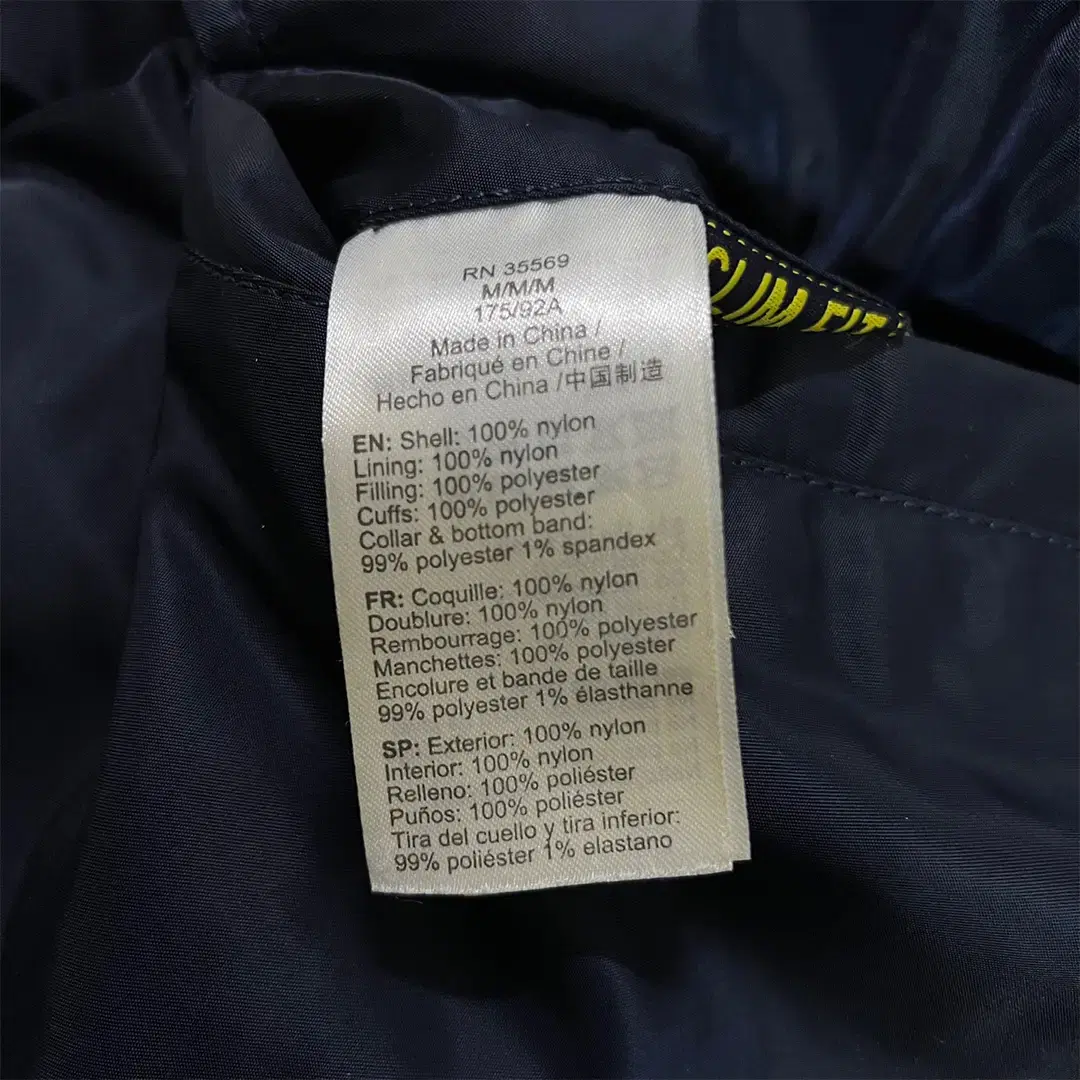 RN 35569
M/M/M
175/92A
Made in China /
Fabriqué en Chine /
Hecho en China /中国制造
EN: Shell: 100% nylon
Lining: 100% nylon
Filling: 100% polyester
Cuffs: 100% polyester
Collar & bottom band:
99% polyester 1% spandex
FR: Coquille: 100% nylon
Doublure: 100% nylon
Rembourrage: 100% polyester
Manchettes: 100% polyester
Encolure et bande de taille
99% polyester 1% élasthanne
SP: Exterior: 100% nylon
Interior: 100% nylon
Relleno: 100% poliéster
Puños: 100% poliéster
Tira del cuello y tira inferior:
99% poliéster 1% elastano
SLIM FIT